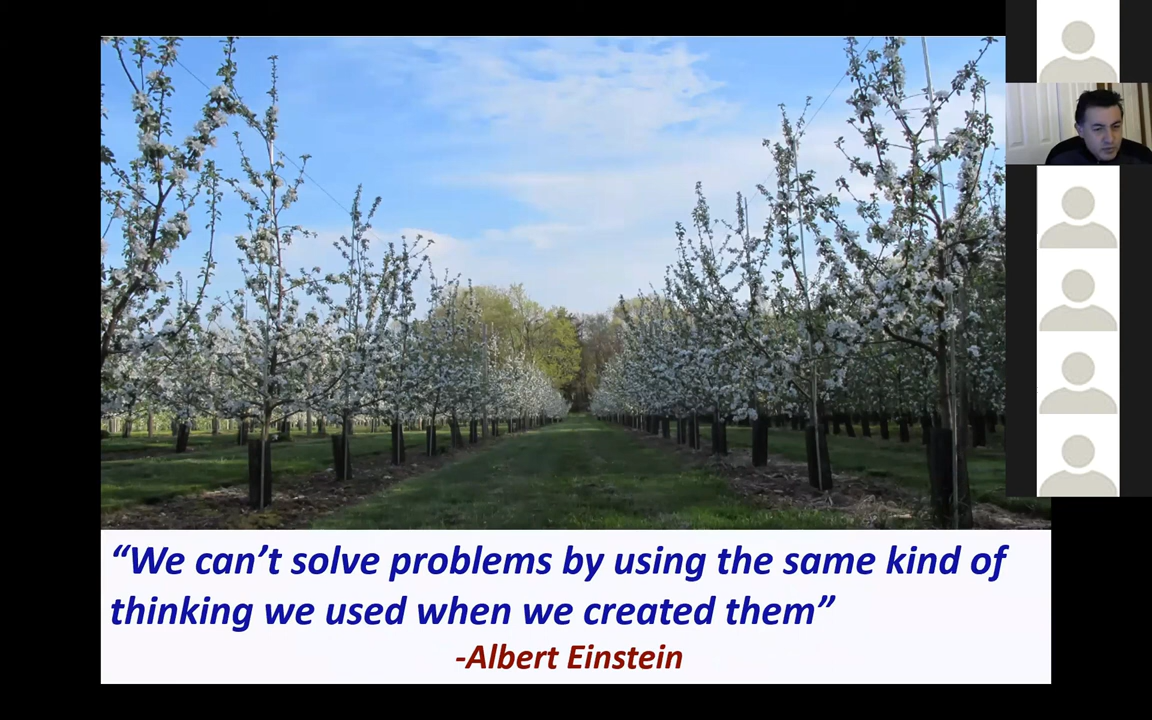 “We can’t solve problems by using the same kind of
thinking we used when we created them”
-Albert Einstein